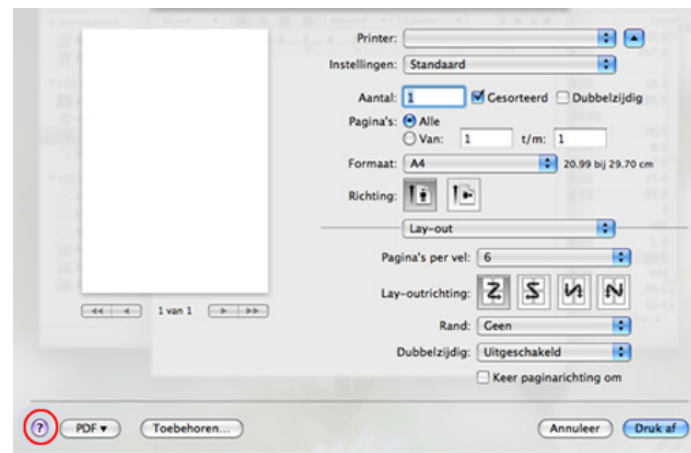 Printer:
Instellingen: Standaard
Aantal: 1 Gesorteerd Dubbelzijdig
Pagina's: Alle
Van: 1 t/m: 1
Formaat: A4 20.99 bij 29.70 cm
Richting:
Lay-out
Pagina's per vel: 6
Lay-outrichting:
1 van 1
Rand: Geen
Dubbelzijdig: Uitgeschakeld
Keer paginarichting om
? PDF Toebehoren... Annuleer Druk af